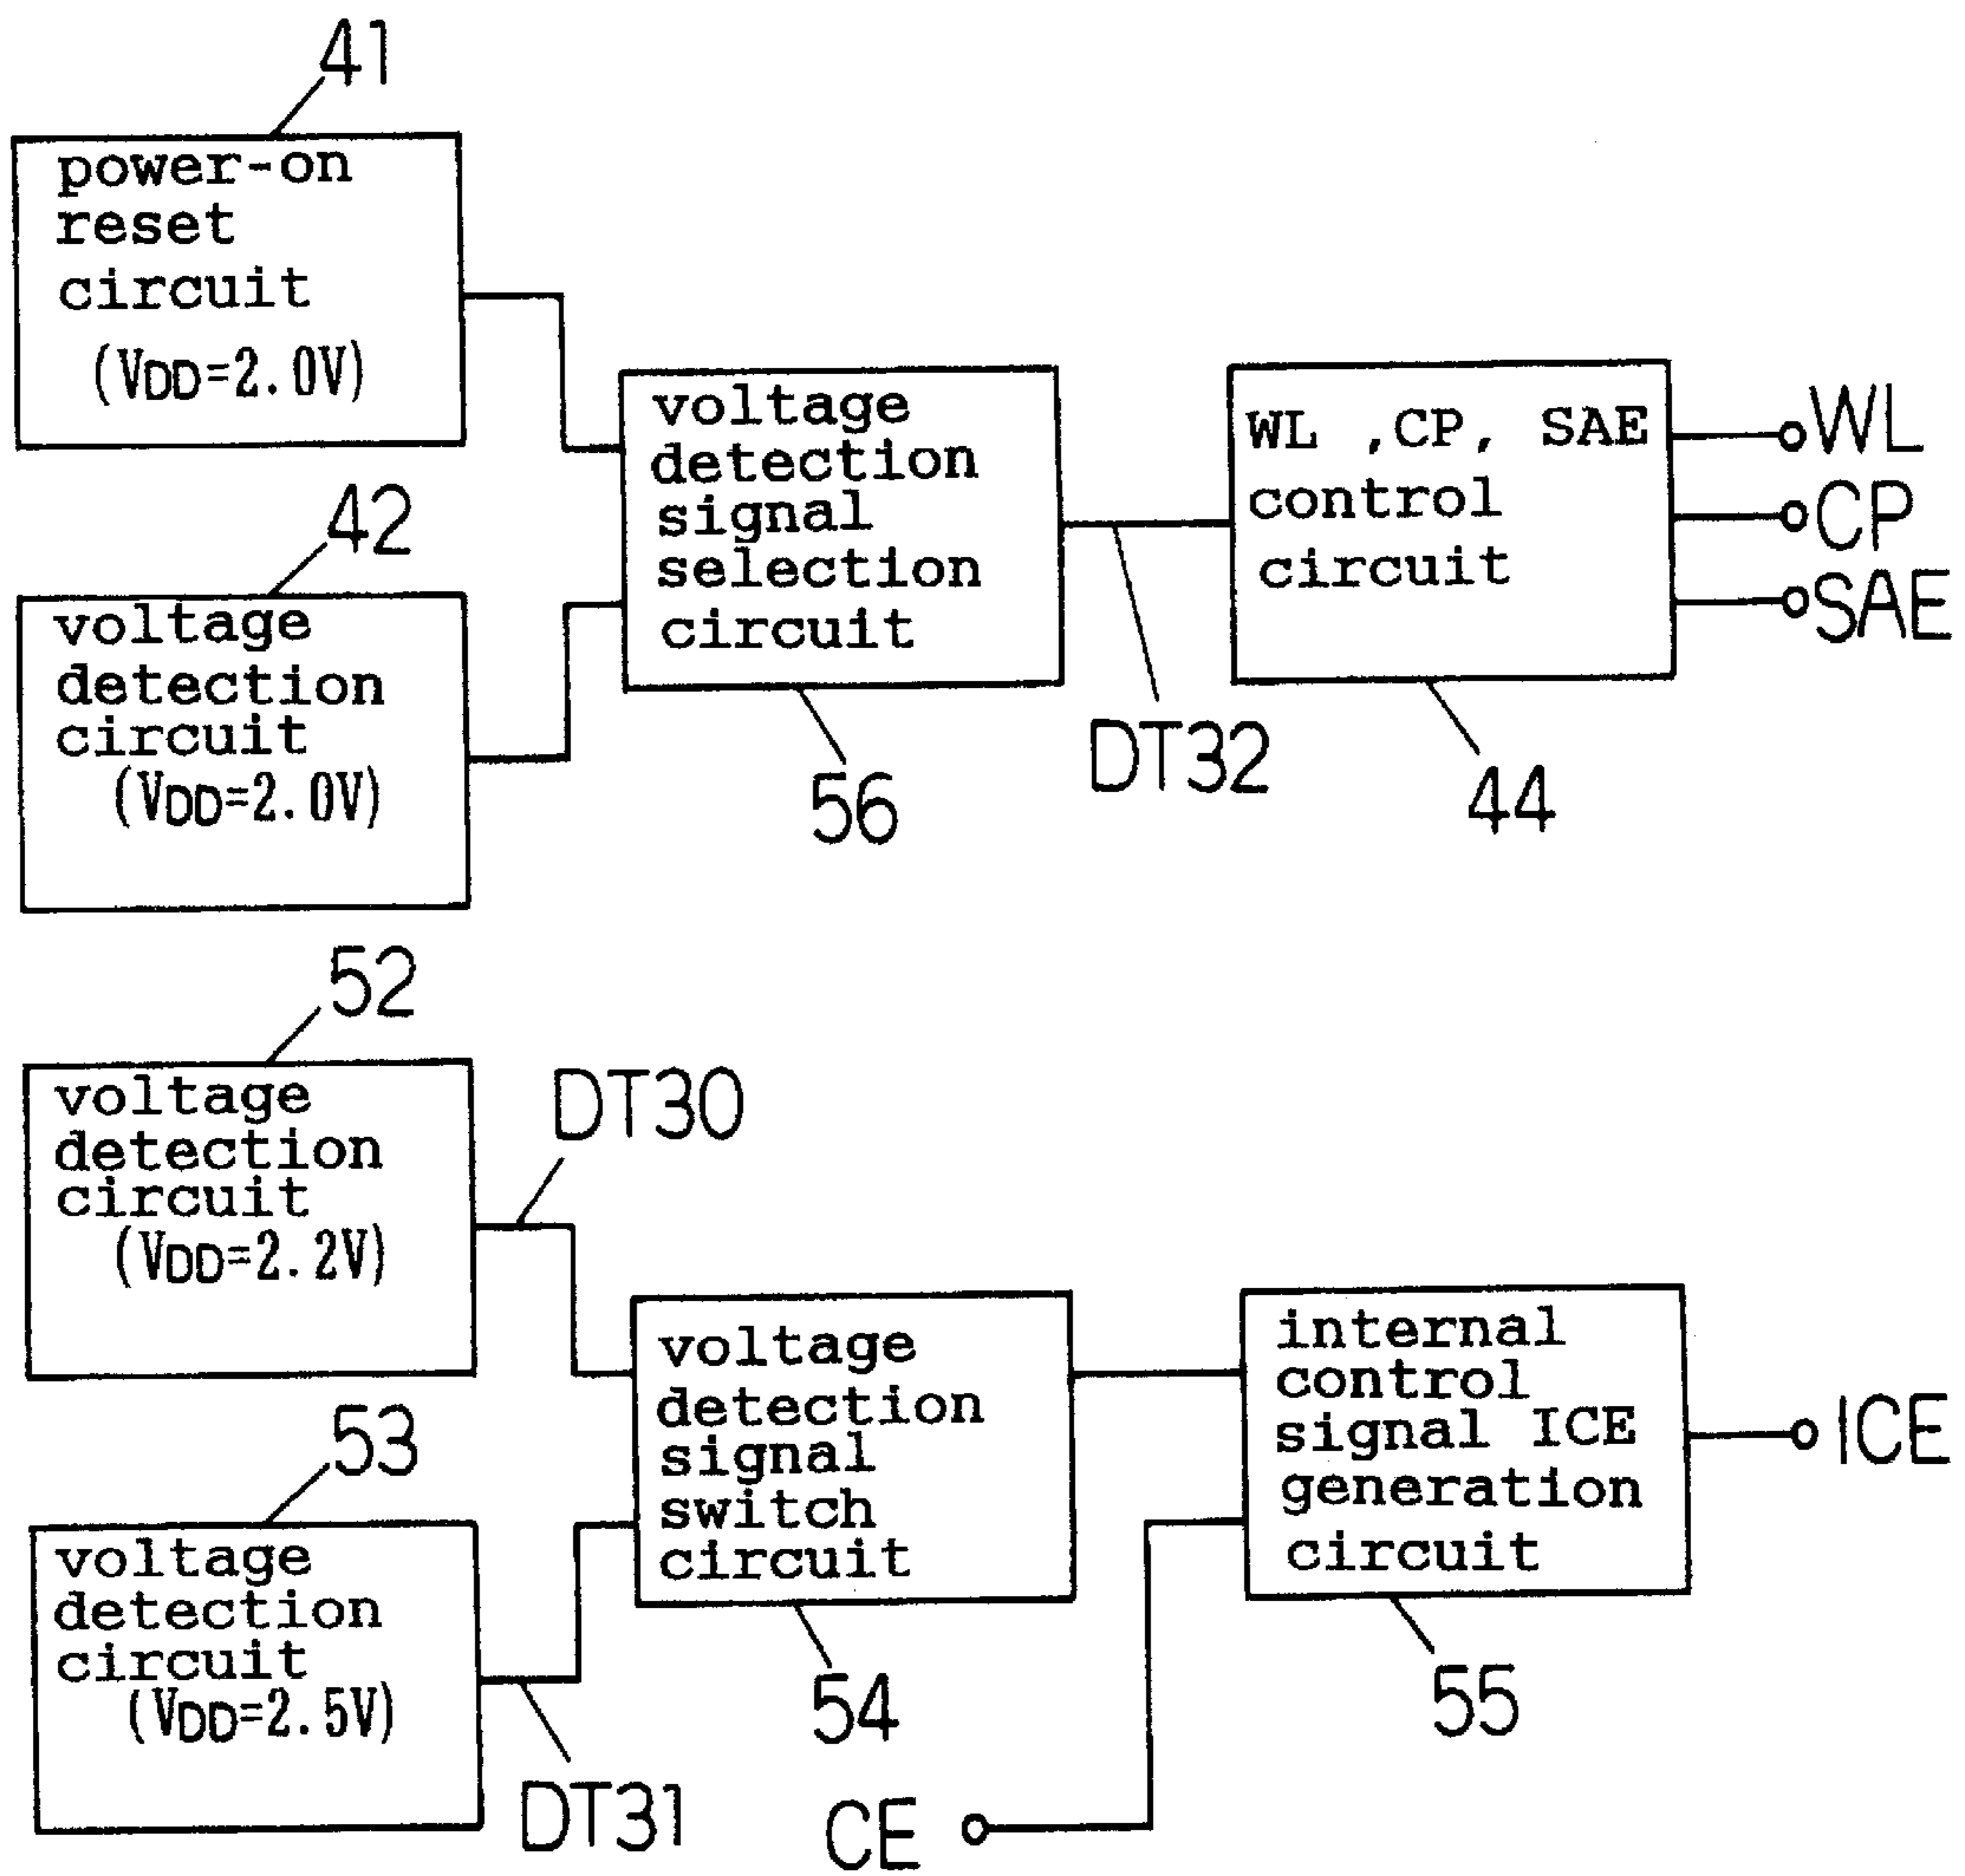 41
power-on
reset
circuit
(VDD=2.0V)
42
voltage
detection
circuit
(VDD=2.0V)
voltage
detection
signal
selection
circuit
56
DT32
WL ,CP, SAE
control
circuit
44
WL
CP
SAE
52
voltage
detection
circuit
(VDD=2.2V)
DT30
53
voltage
detection
circuit
(VDD=2.5V)
DT31
voltage
detection
signal
switch
circuit
54
CE
internal
control
signal ICE
generation
circuit
55
ICE